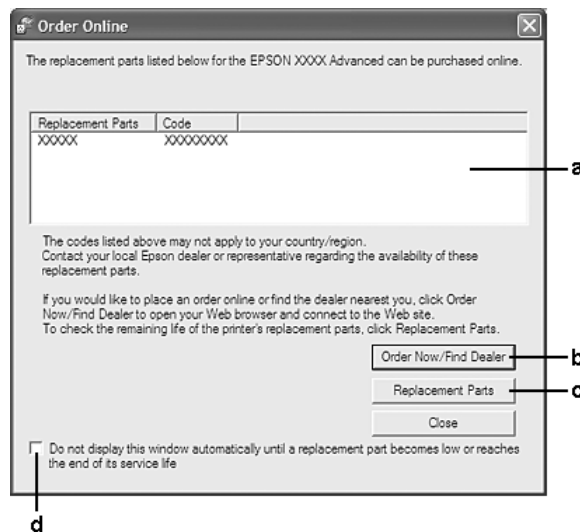 Order Online
The replacement parts listed below for the EPSON XXXX Advanced can be purchased online.
Replacement Parts Code
XXXXX XXXXXXXX
a
The codes listed above may not apply to your country/region.
Contact your local Epson dealer or representative regarding the availability of these
replacement parts.
If you would like to place an order online or find the dealer nearest you, click Order
Now/Find Dealer to open your Web browser and connect to the Web site.
To check the remaining life of the printer's replacement parts, click Replacement Parts.
Order Now/Find Dealer
b
Replacement Parts
c
Close
Do not display this window automatically until a replacement part becomes low or reaches
the end of its service life
d